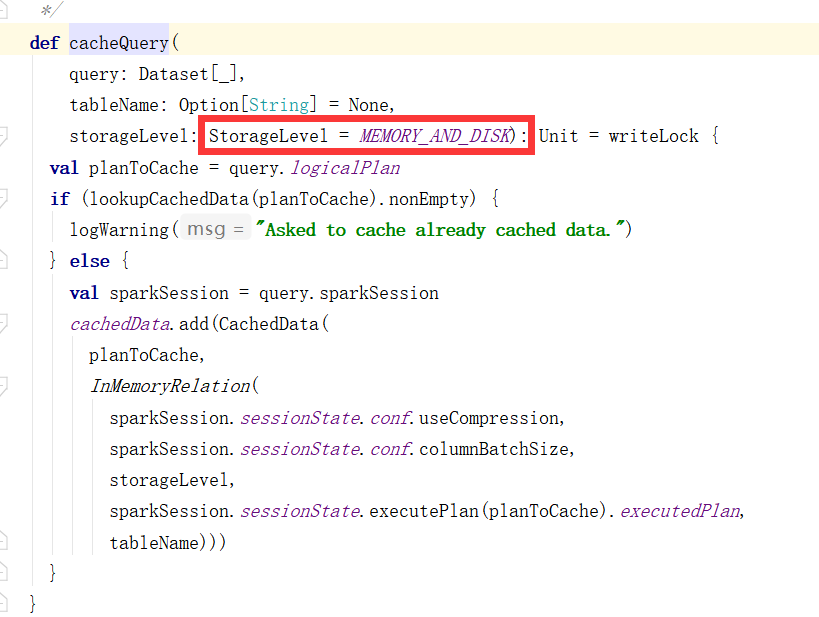 */
def cacheQuery(
query: Dataset[_],
tableName: Option[String] = None,
storageLevel: StorageLevel = MEMORY_AND_DISK): Unit = writeLock {
val planToCache = query.logicalPlan
if (lookupCachedData(planToCache).nonEmpty) {
logWarning( msg = "Asked to cache already cached data.")
} else {
val sparkSession = query.sparkSession
cachedData.add(CachedData(
planToCache,
InMemoryRelation(
sparkSession.sessionState.conf.useCompression,
sparkSession.sessionState.conf.columnBatchSize,
storageLevel,
sparkSession.sessionState.executePlan(planToCache).executedPlan,
tableName)))
}
}